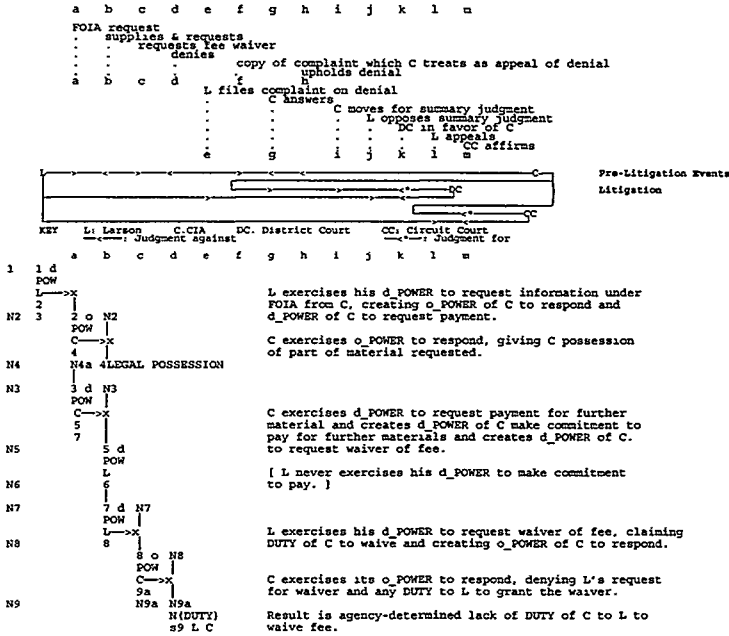 a b c d e f g h i j k l m
FOIA request
supplies & requests
requests fee waiver
denies
copy of complaint which C treats as appeal of denial
upholds denial
a b c d f h
L files complaint on denial
C answers
C moves for summary judgment
L opposes summary judgment
DC in favor of C
L appeals
CC affirms
e g i j k l m
L C Pre-Litigation Events
DC Litigation
CC
KEY L: Larson C.CIA DC. District Court CC: Circuit Court
—<—: Judgment against —<*—: Judgment for
a b c d e f g h i j k l m
1 1 d
POW
L—>x L exercises his d_POWER to request information under
2 FOIA from C, creating o_POWER of C to respond and
N2 3 2 o N2 d_POWER of C to request payment.
POW
C—>x C exercises o_POWER to respond, giving C possession
4 of part of material requested.
N4 N4a 4LEGAL POSSESSION
N3 3 d N3
POW
C—>x C exercises d_POWER to request payment for further
5 material and creates d_POWER of C make commitment to
7 pay for further materials and creates d_POWER of C.
N5 5 d to request waiver of fee.
POW
L [ L never exercises his d_POWER to make commitment
N6 6 to pay. ]
N7 7 d N7
POW
L—>x L exercises his d_POWER to request waiver of fee, claiming
N8 8 DUTY of C to waive and creating o_POWER of C to respond.
8 o N8
POW
C—>x C exercises its o_POWER to respond, denying L's request
9a for waiver and any DUTY to L to grant the waiver.
N9 N9a N9a
N(DUTY) Result is agency-determined lack of DUTY of C to L to
s9 L C waive fee.